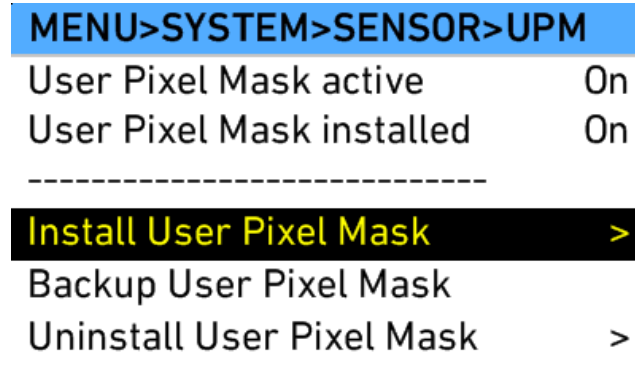 MENU>SYSTEM>SENSOR>UPM
User Pixel Mask active On
User Pixel Mask installed On
-----------------------------
Install User Pixel Mask >
Backup User Pixel Mask
Uninstall User Pixel Mask >